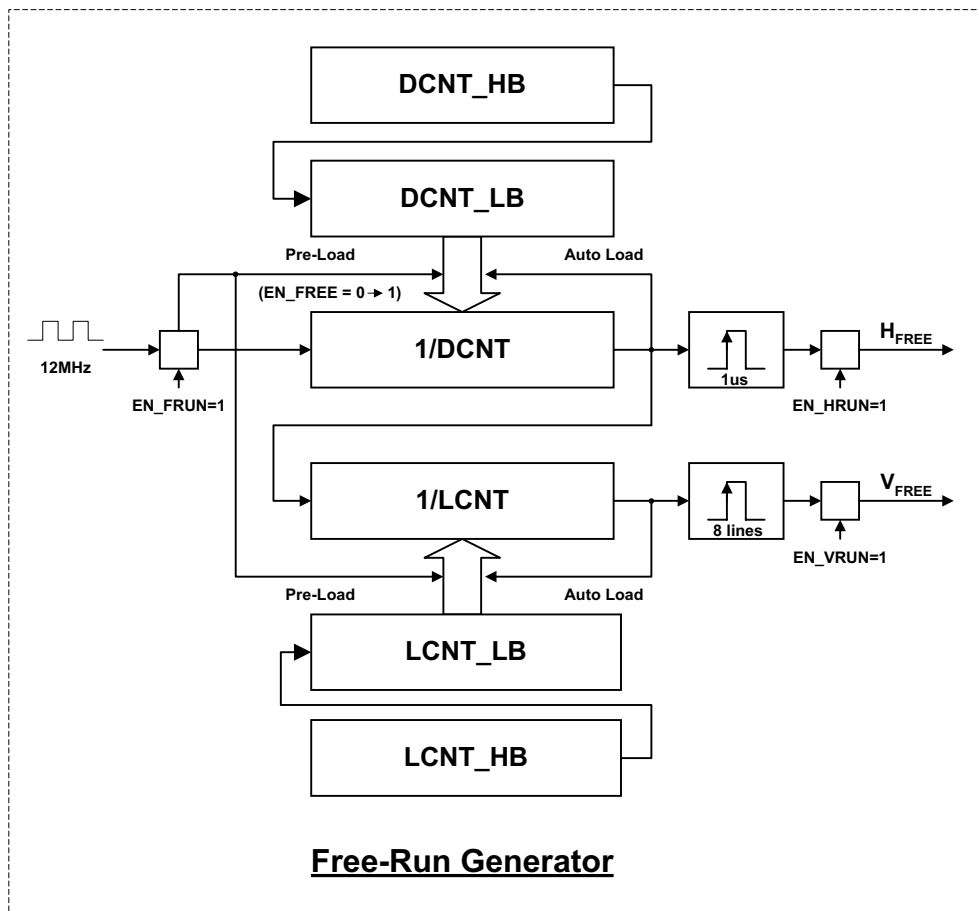 DCNT_HB
DCNT_LB
Pre-Load
Auto Load
(EN_FREE = 0 → 1)
12MHz
EN_FRUN=1
1/DCNT
1us
EN_HRUN=1
HFREE
1/LCNT
8 lines
EN_VRUN=1
VFREE
Pre-Load
Auto Load
LCNT_LB
LCNT_HB
Free-Run Generator